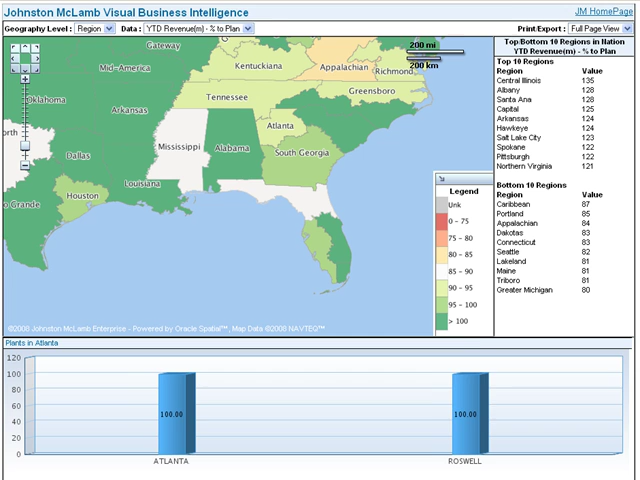 Johnston McLamb Visual Business Intelligence
JM HomePage
Geography Level : Region Data : YTD Revenue(m) - % to Plan Print/Export : Full Page View
200 mi
200 km
Gateway
Mid-America
Kentuckiana
Appalachian
Richmond
Oklahoma
Arkansas
Tennessee
Greensboro
Atlanta
orth
Mississippi
Alabama
South Georgia
Dallas
Louisiana
Houston
o Grande
Legend
Unk
0 - 75
75 - 80
80 - 85
85 - 90
90 - 95
95 - 100
> 100
©2008 Johnston McLamb Enterprise - Powered by Oracle Spatial™, Map Data ©2008 NAVTEQ™
Top/Bottom 10 Regions in Nation
YTD Revenue(m) - % to Plan
Top 10 Regions
Region Value
Central Illinois 135
Albany 128
Santa Ana 128
Capital 125
Arkansas 124
Hawkeye 124
Salt Lake City 123
Spokane 122
Pittsburgh 122
Northern Virginia 121
Bottom 10 Regions
Region Value
Caribbean 87
Portland 85
Appalachian 84
Dakotas 83
Connecticut 83
Seattle 82
Lakeland 81
Maine 81
Triboro 81
Greater Michigan 80
Plants in Atlanta
120
100
80
60
40
20
0
100.00
100.00
ATLANTA
ROSWELL